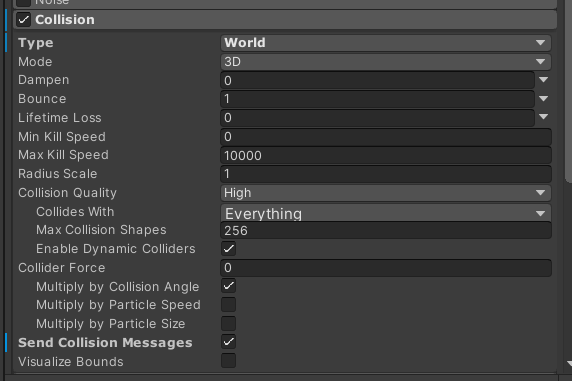 Noise
Collision
Type World
Mode 3D
Dampen 0
Bounce 1
Lifetime Loss 0
Min Kill Speed 0
Max Kill Speed 10000
Radius Scale 1
Collision Quality High
Collides With Everything
Max Collision Shapes 256
Enable Dynamic Colliders
Collider Force 0
Multiply by Collision Angle
Multiply by Particle Speed
Multiply by Particle Size
Send Collision Messages
Visualize Bounds